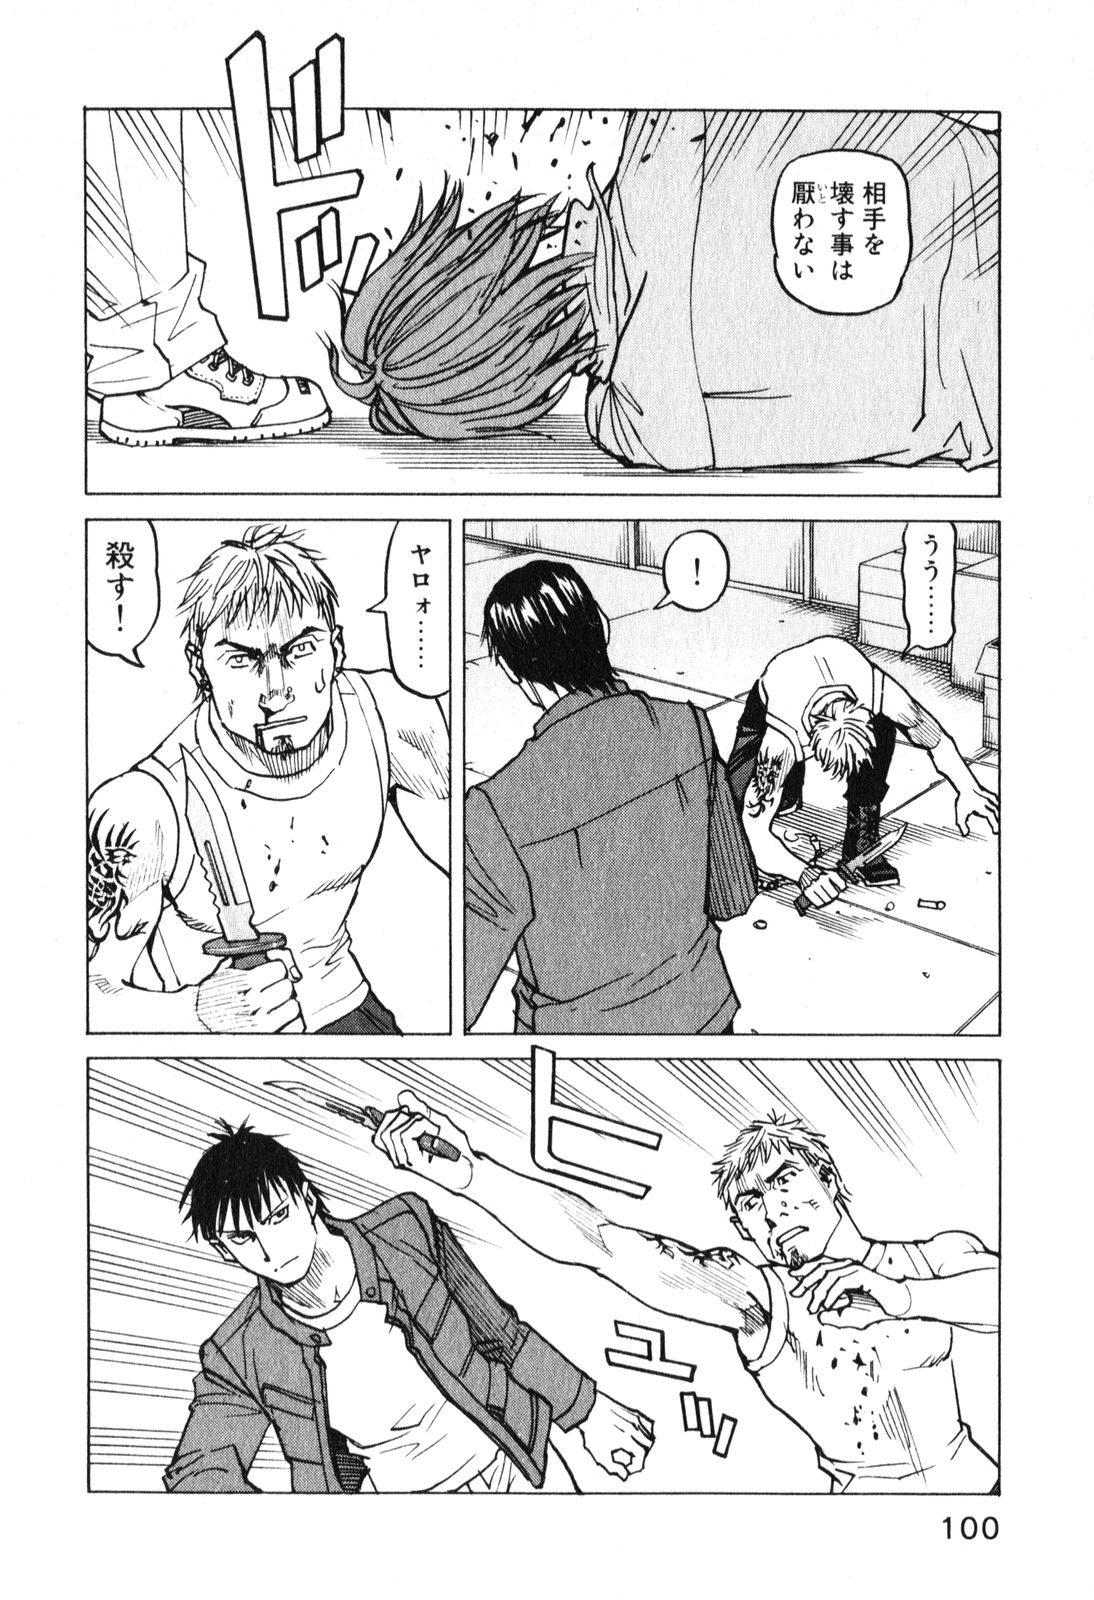 相手を
壊す事は
厭わない
いと
ドドッ
うう……
！
ヤロォ……
殺す！
ヒュッ
100